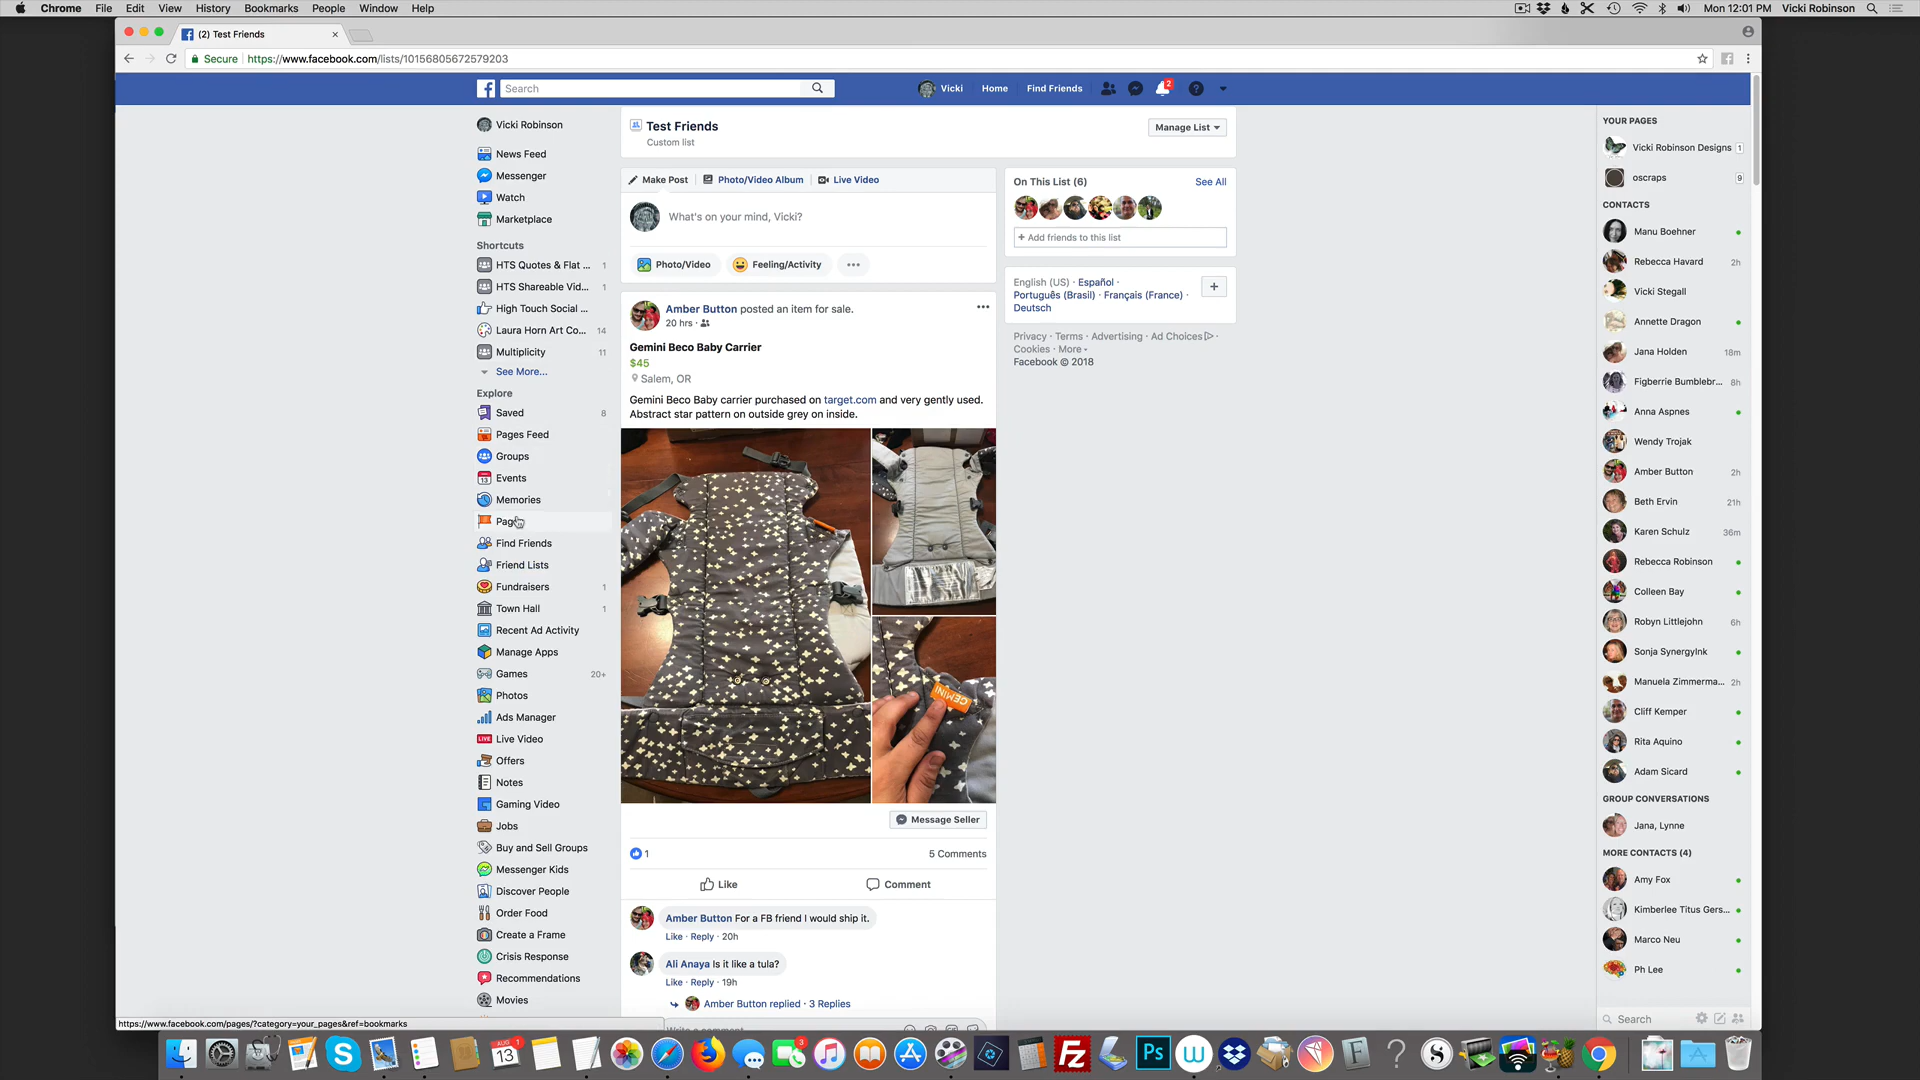 Chrome File Edit View History Bookmarks People Window Help
Mon 12:01 PM Vicki Robinson
(2) Test Friends
Secure https://www.facebook.com/lists/10156805672579203
Search
Vicki Home Find Friends 2
Vicki Robinson
News Feed
Messenger
Watch
Marketplace
Shortcuts
HTS Quotes & Flat ... 1
HTS Shareable Vid... 1
High Touch Social ...
Laura Horn Art Co... 14
Multiplicity 11
See More...
Explore
Saved 8
Pages Feed
Groups
Events
Memories
Pages
Find Friends
Friend Lists
Fundraisers 1
Town Hall 1
Recent Ad Activity
Manage Apps
Games 20+
Photos
Ads Manager
LIVE Live Video
Offers
Notes
Gaming Video
Jobs
Buy and Sell Groups
Messenger Kids
Discover People
Order Food
Create a Frame
Crisis Response
Recommendations
Movies
https://www.facebook.com/pages/?category=your_pages&ref=bookmarks
Test Friends
Custom list
Manage List
Make Post Photo/Video Album Live Video
What's on your mind, Vicki?
Photo/Video Feeling/Activity
Amber Button posted an item for sale.
20 hrs ·
Gemini Beco Baby Carrier
$45
Salem, OR
Gemini Beco Baby carrier purchased on target.com and very gently used.
Abstract star pattern on outside grey on inside.
GEMINI
Message Seller
1 5 Comments
Like Comment
Amber Button For a FB friend I would ship it.
Like · Reply · 20h
Ali Anaya Is it like a tula?
Like · Reply · 19h
Amber Button replied · 3 Replies
Write a comment...
On This List (6) See All
+ Add friends to this list
English (US) · Español ·
Português (Brasil) · Français (France) ·
Deutsch
Privacy · Terms · Advertising · Ad Choices ·
Cookies · More
Facebook © 2018
YOUR PAGES
Vicki Robinson Designs 1
oscraps 9
CONTACTS
Manu Boehner
Rebecca Havard 2h
Vicki Stegall
Annette Dragon
Jana Holden 18m
Figberrie Bumblebr... 8h
Anna Aspnes
Wendy Trojak
Amber Button 2h
Beth Ervin 21h
Karen Schulz 36m
Rebecca Robinson
Colleen Bay
Robyn Littlejohn 6h
Sonja SynergyInk
Manuela Zimmerma... 2h
Cliff Kemper
Rita Aquino
Adam Sicard
GROUP CONVERSATIONS
Jana, Lynne
MORE CONTACTS (4)
Amy Fox
Kimberlee Titus Gers...
Marco Neu
Ph Lee
Search
AUG 13 1
3
FZ
Ps